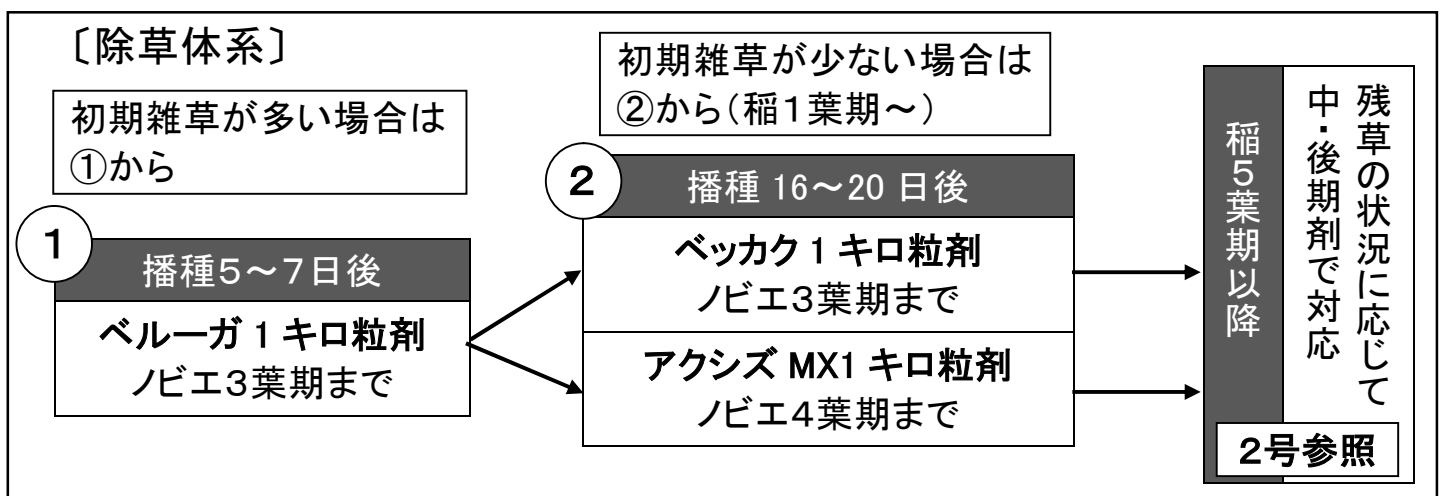 〔除草体系〕
初期雑草が多い場合は
①から
1
播種5～7日後
ベルーガ1キロ粒剤
ノビエ3葉期まで
初期雑草が少ない場合は
②から(稲1葉期～)
2
播種 16～20 日後
ベッカク1キロ粒剤
ノビエ3葉期まで
アクシズ MX1 キロ粒剤
ノビエ4葉期まで
稲5葉期以降
残草の状況に応じて
中・後期剤で対応
2号参照